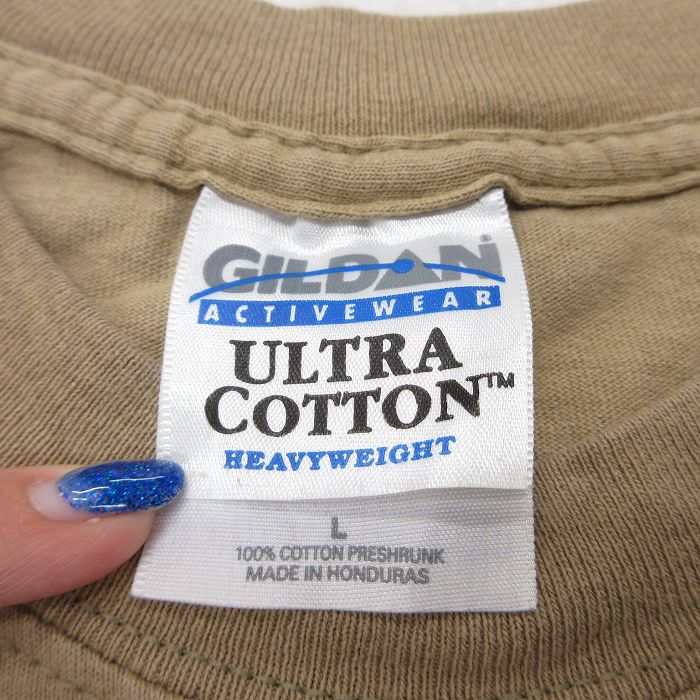 GILDAN®
ACTIVEWEAR
ULTRA
COTTON™
HEAVYWEIGHT
L
100% COTTON PRESHRUNK
MADE IN HONDURAS